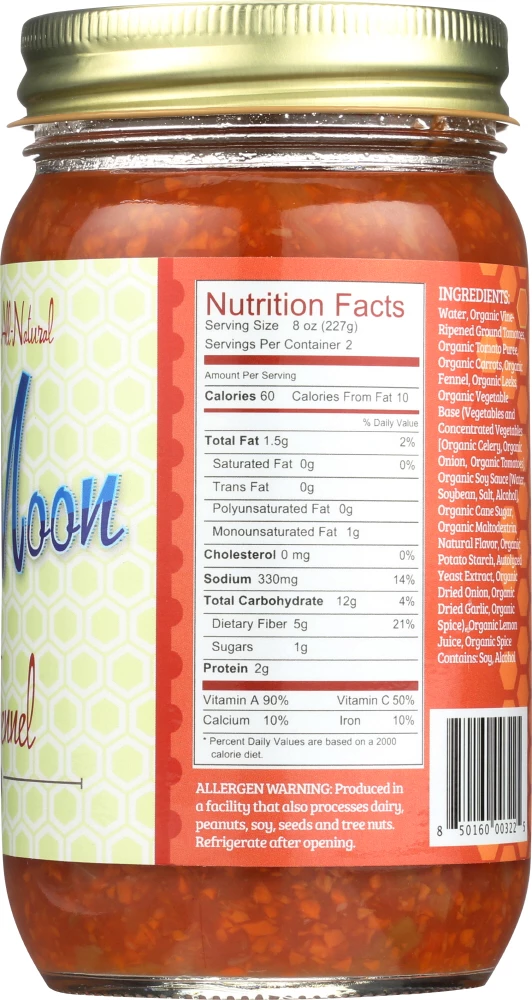 All-Natural
Moon
Nutrition Facts
Serving Size 8 oz (227g)
Servings Per Container 2
Amount Per Serving
Calories 60 Calories From Fat 10
% Daily Value
Total Fat 1.5g 2%
Saturated Fat 0g 0%
Trans Fat 0g
Polyunsaturated Fat 0g
Monounsaturated Fat 1g
Cholesterol 0 mg 0%
Sodium 330mg 14%
Total Carbohydrate 12g 4%
Dietary Fiber 5g 21%
Sugars 1g
Protein 2g
Vitamin A 90% Vitamin C 50%
Calcium 10% Iron 10%
* Percent Daily Values are based on a 2000
calorie diet.
ALLERGEN WARNING: Produced in
a facility that also processes dairy,
peanuts, soy, seeds and tree nuts.
Refrigerate after opening.
INGREDIENTS:
Water, Organic Vine-
Ripened Ground Tomatoes,
Organic Tomato Puree,
Organic Carrots, Organic
Fennel, Organic Leeks,
Organic Vegetable
Base (Vegetables and
Concentrated Vegetables
[Organic Celery, Organic
Onion, Organic Tomatoes]
Organic Soy Sauce [Water,
Soybean, Salt, Alcohol]
Organic Cane Sugar
Organic Maltodextrin
Natural Flavor, Organic
Potato Starch, Autolyzed
Yeast Extract, Organic
Dried Onion, Organic
Dried Garlic, Organic
Spice), Organic Lemon
Juice, Organic Spice
Contains: Soy, Alcohol
8 50160 00322 5